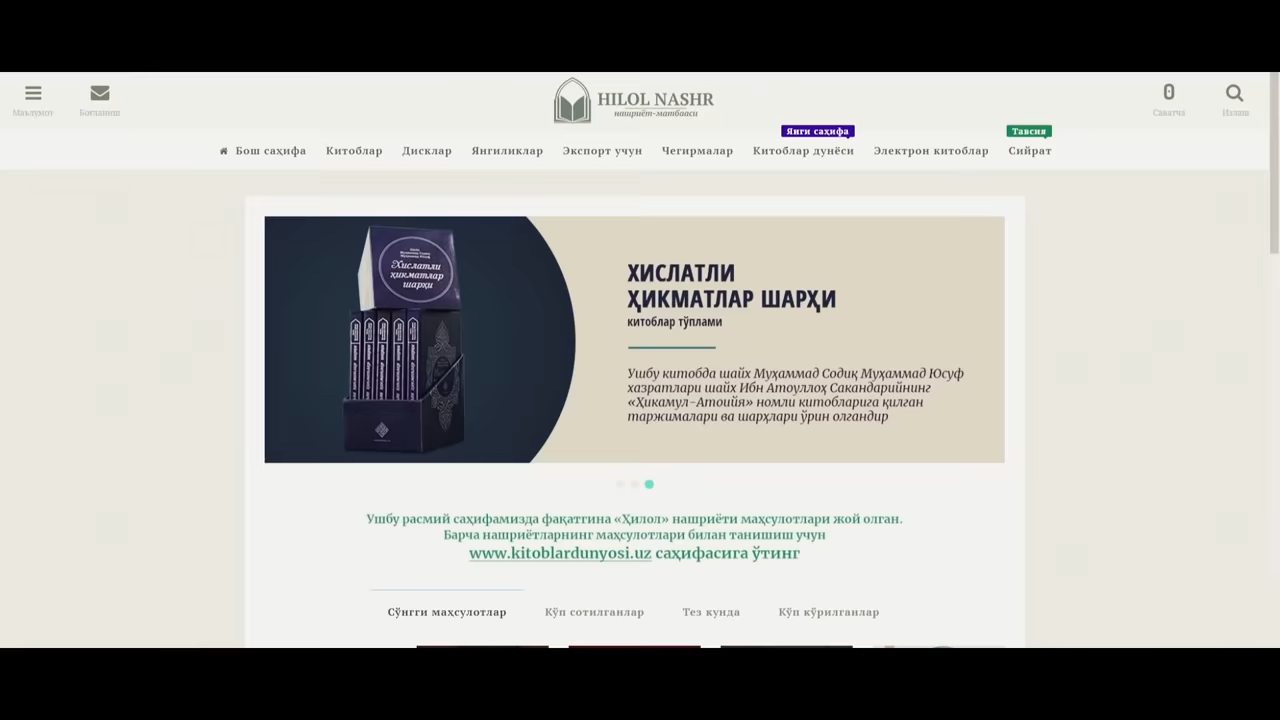 Маълумот
Боғланиш
HILOL NASHR
нашриёт-матбааси
0
Саватча
Излаш
Янги саҳифа
Тавсия
Бош саҳифа
Китоблар
Дисклар
Янгиликлар
Экспорт учун
Чегирмалар
Китоблар дунёси
Электрон китоблар
Сийрат
Хислатли
ҳикматлар
шарҳи
ХИСЛАТЛИ
ҲИКМАТЛАР ШАРҲИ
китоблар тўплами
Ушбу китобда шайх Муҳаммад Содиқ Муҳаммад Юсуф
хазратлари шайх Ибн Атоуллоҳ Сакандарийнинг
«Ҳикамул-Атоийя» номли китобларига қилган
таржималари ва шарҳлари ўрин олгандир
Ушбу расмий саҳифамизда фақатгина «Ҳилол» нашриёти маҳсулотлари жой олган.
Барча нашриётларнинг маҳсулотлари билан танишиш учун
www.kitoblardunyosi.uz саҳифасига ўтинг
Сўнгги маҳсулотлар
Кўп сотилганлар
Тез кунда
Кўп кўрилганлар